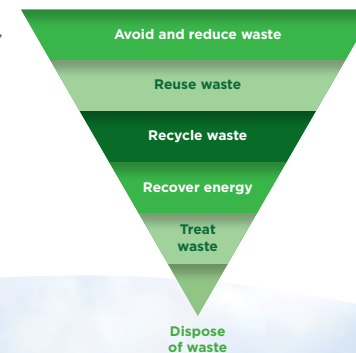 Avoid and reduce waste
Reuse waste
Recycle waste
Recover energy
Treat
waste
Dispose
of waste